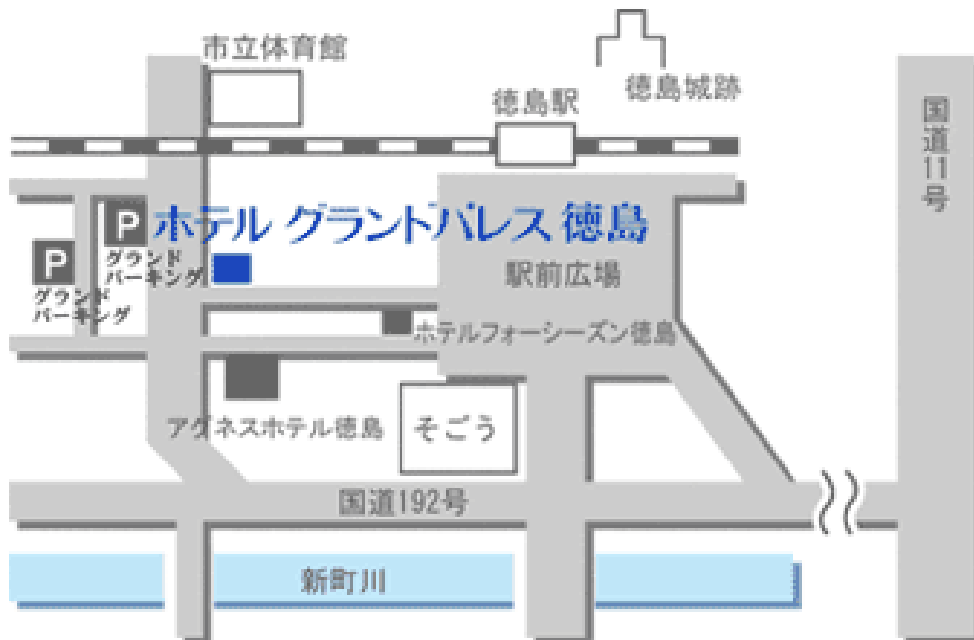 市立体育館
徳島城跡
徳島駅
国道11号
P
ホテル グランドパレス 徳島
P
グランド
パーキング
グランド
パーキング
駅前広場
ホテルフォーシーズン徳島
アグネスホテル徳島
そごう
国道192号
新町川